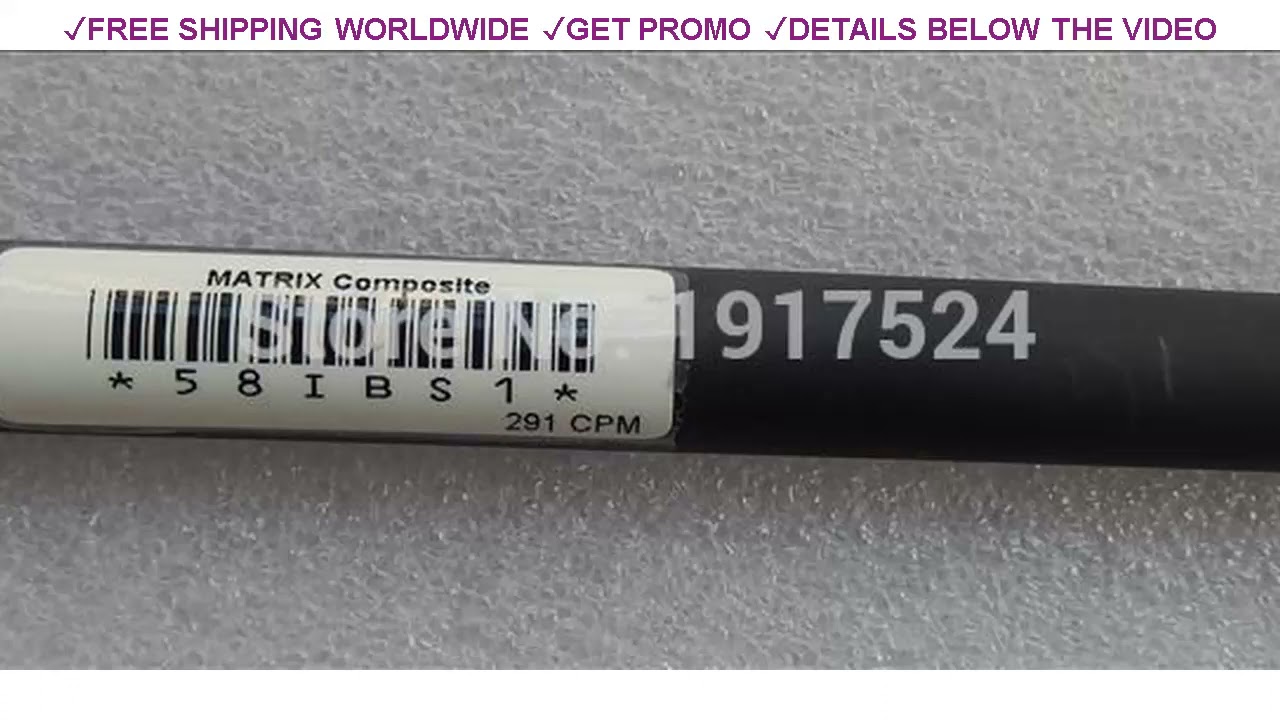 ✓FREE SHIPPING WORLDWIDE ✓GET PROMO ✓DETAILS BELOW THE VIDEO
MATRIX Composite
Store No. 1917524
* 5 8 I B S 1 *
291 CPM